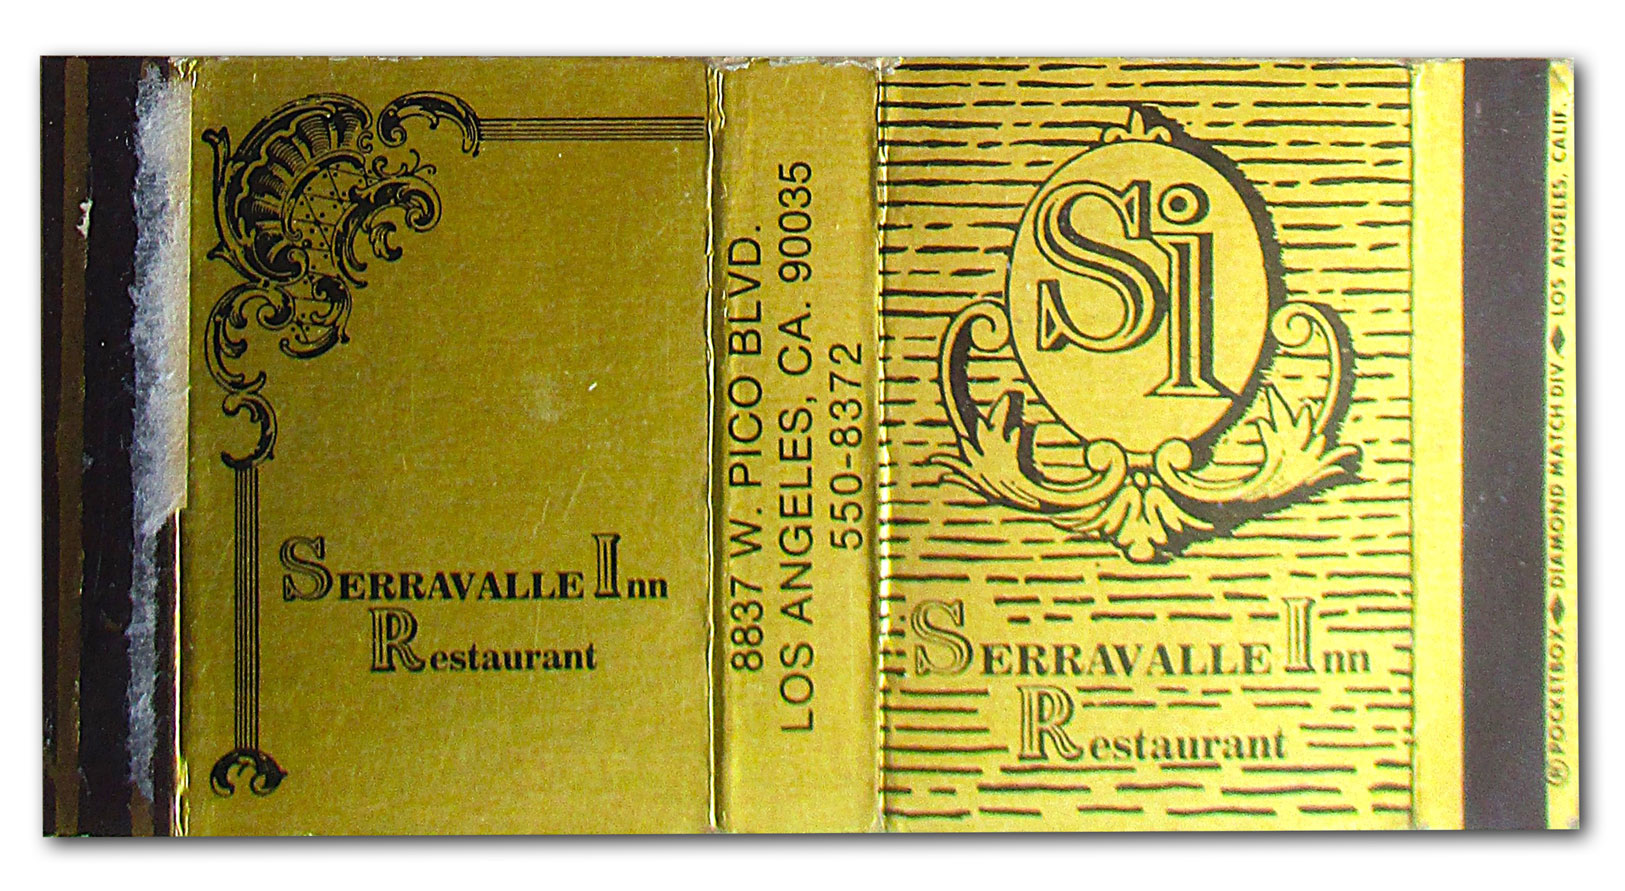 SERRAVALLE Inn
Restaurant
8837 W. PICO BLVD.
LOS ANGELES, CA. 90035
550-8372
Si
SERRAVALLE Inn
Restaurant
® POCKETBOX ◆ DIAMOND MATCH DIV. ◆ LOS ANGELES, CALIF.